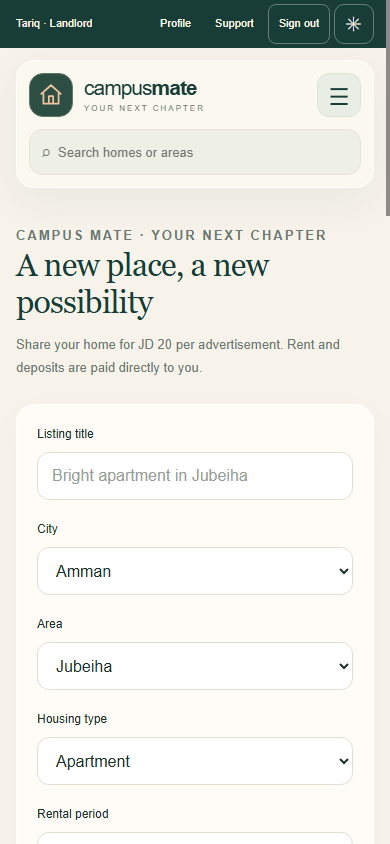 Tariq · Landlord Profile Support Sign out
campusmate
YOUR NEXT CHAPTER
Search homes or areas
CAMPUS MATE · YOUR NEXT CHAPTER
A new place, a new
possibility
Share your home for JD 20 per advertisement. Rent and
deposits are paid directly to you.
Listing title
Bright apartment in Jubeiha
City
Amman
Area
Jubeiha
Housing type
Apartment
Rental period